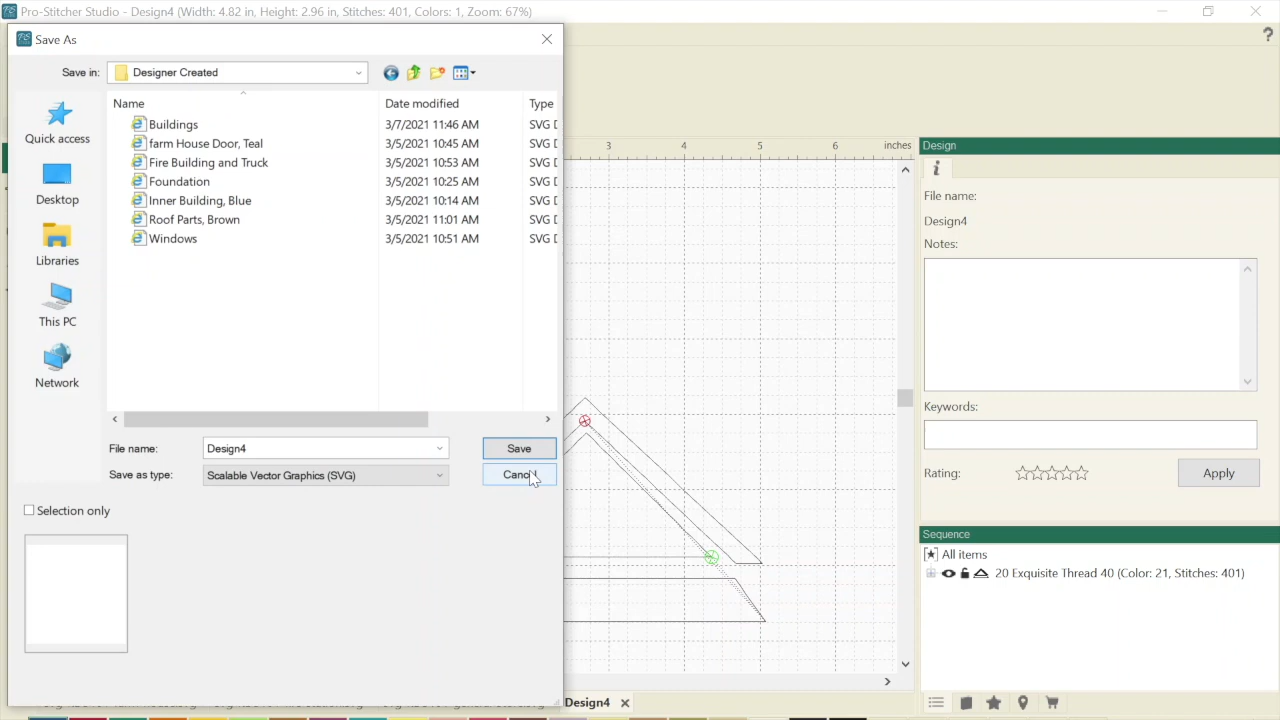 Pro-Stitcher Studio - Design4 (Width: 4.82 in, Height: 2.96 in, Stitches: 401, Colors: 1, Zoom: 67%)
Save As
Save in: Designer Created
Name Date modified Type
Buildings 3/7/2021 11:46 AM SVG
farm House Door, Teal 3/5/2021 10:45 AM SVG
Fire Building and Truck 3/5/2021 10:53 AM SVG
Foundation 3/5/2021 10:25 AM SVG
Inner Building, Blue 3/5/2021 10:14 AM SVG
Roof Parts, Brown 3/5/2021 11:01 AM SVG
Windows 3/5/2021 10:51 AM SVG
Quick access
Desktop
Libraries
This PC
Network
File name: Design4 Save
Save as type: Scalable Vector Graphics (SVG) Cancel
Selection only
3 4 5 6 inches
Design
File name:
Design4
Notes:
Keywords:
Rating: Apply
Sequence
All items
20 Exquisite Thread 40 (Color: 21, Stitches: 401)
Design4